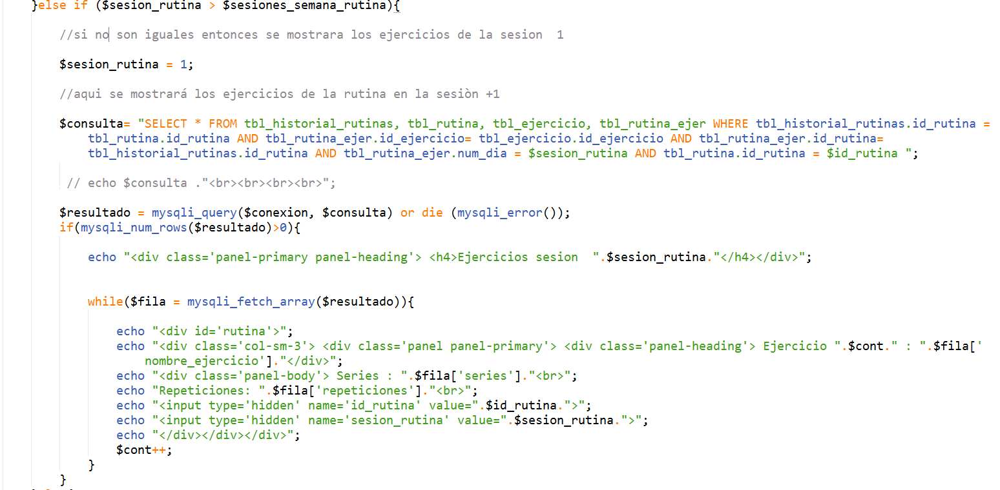 }else if ($sesion_rutina > $sesiones_semana_rutina){
//si no son iguales entonces se mostrara los ejercicios de la sesion  1
$sesion_rutina = 1;
//aqui se mostrará los ejercicios de la rutina en la sesiòn +1
$consulta= "SELECT * FROM tbl_historial_rutinas, tbl_rutina, tbl_ejercicio, tbl_rutina_ejer WHERE tbl_historial_rutinas.id_rutina =
tbl_rutina.id_rutina AND tbl_rutina_ejer.id_ejercicio= tbl_ejercicio.id_ejercicio AND tbl_rutina_ejer.id_rutina=
tbl_historial_rutinas.id_rutina AND tbl_rutina_ejer.num_dia = $sesion_rutina AND tbl_rutina.id_rutina = $id_rutina ";
// echo $consulta ."<br><br><br><br>";
$resultado = mysqli_query($conexion, $consulta) or die (mysqli_error());
if(mysqli_num_rows($resultado)>0){
echo "<div class='panel-primary panel-heading'> <h4>Ejercicios sesion  ".$sesion_rutina."</h4></div>";
while($fila = mysqli_fetch_array($resultado)){
echo "<div id='rutina'>";
echo "<div class='col-sm-3'> <div class='panel panel-primary'> <div class='panel-heading'> Ejercicio ".$cont." : ".$fila['
nombre_ejercicio']."</div>";
echo "<div class='panel-body'> Series : ".$fila['series']."<br>";
echo "Repeticiones: ".$fila['repeticiones']."<br>";
echo "<input type='hidden' name='id_rutina' value=".$id_rutina.">";
echo "<input type='hidden' name='sesion_rutina' value=".$sesion_rutina.">";
echo "</div></div></div>";
$cont++;
}
}